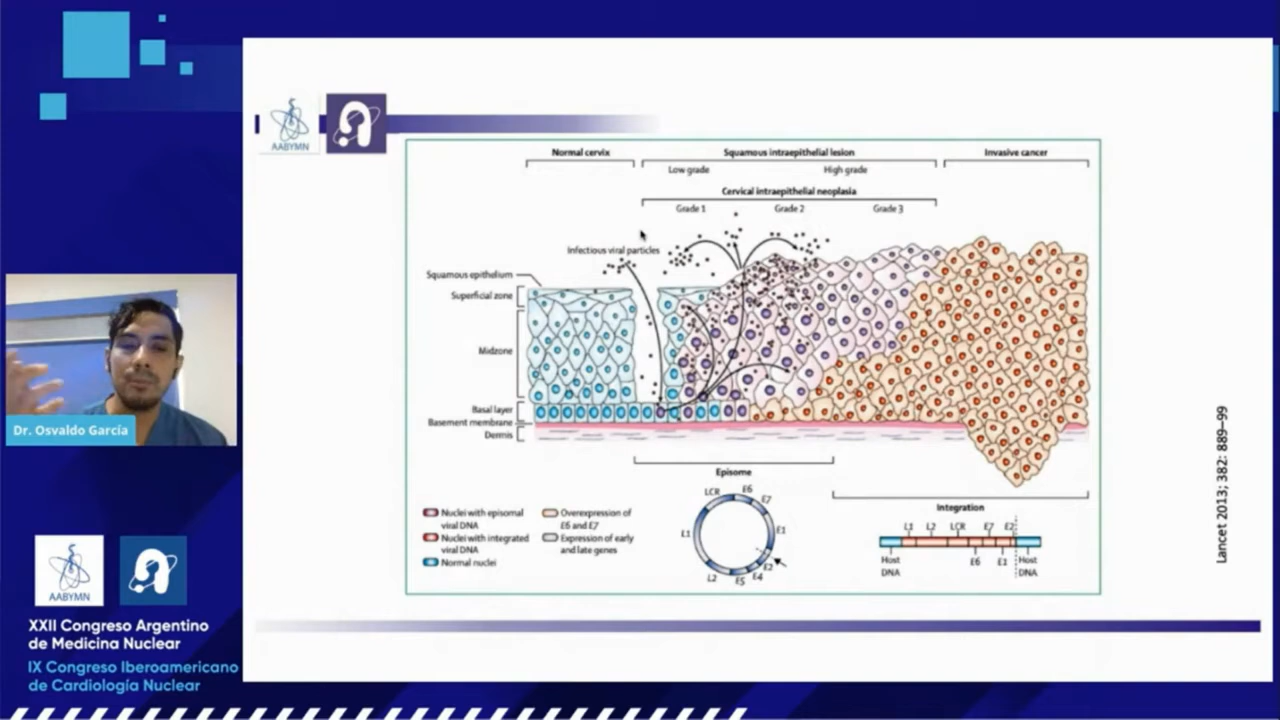 AABYMN
Normal cervix
Squamous intraepithelial lesion
Invasive cancer
Low grade
High grade
Cervical intraepithelial neoplasia
Grade 1
Grade 2
Grade 3
Infectious viral particles
Squamous epithelium
Superficial zone
Midzone
Basal layer
Basement membrane
Dermis
Episome
LCR
E6
E7
E1
E2
E4
E5
L2
L1
Integration
L1
L2
LCR
E7
E2
E6
E1
Host
DNA
Host
DNA
Nuclei with episomal
viral DNA
Nuclei with integrated
viral DNA
Normal nuclei
Overexpression of
E6 and E7
Expression of early
and late genes
Lancet 2013; 382: 889–99
Dr. Osvaldo García
AABYMN
XXII Congreso Argentino
de Medicina Nuclear
IX Congreso Iberoamericano
de Cardiología Nuclear